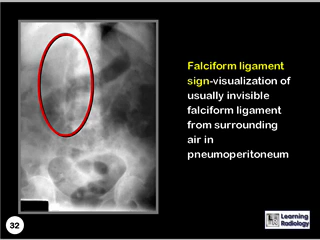 Falciform ligament
sign-visualization of
usually invisible
falciform ligament
from surrounding
air in
pneumoperitoneum
32
Learning
Radiology